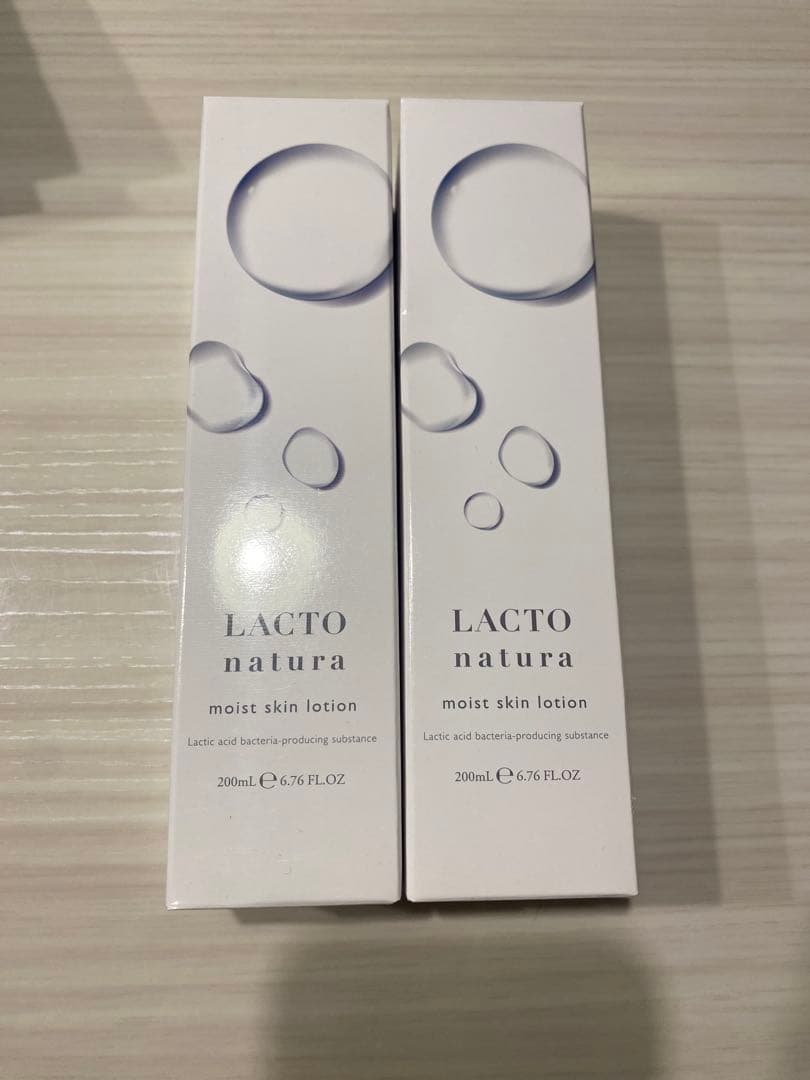 LACTO
natura
moist skin lotion
Lactic acid bacteria-producing substance
200mL ℮ 6.76 FL.OZ
LACTO
natura
moist skin lotion
Lactic acid bacteria-producing substance
200mL ℮ 6.76 FL.OZ